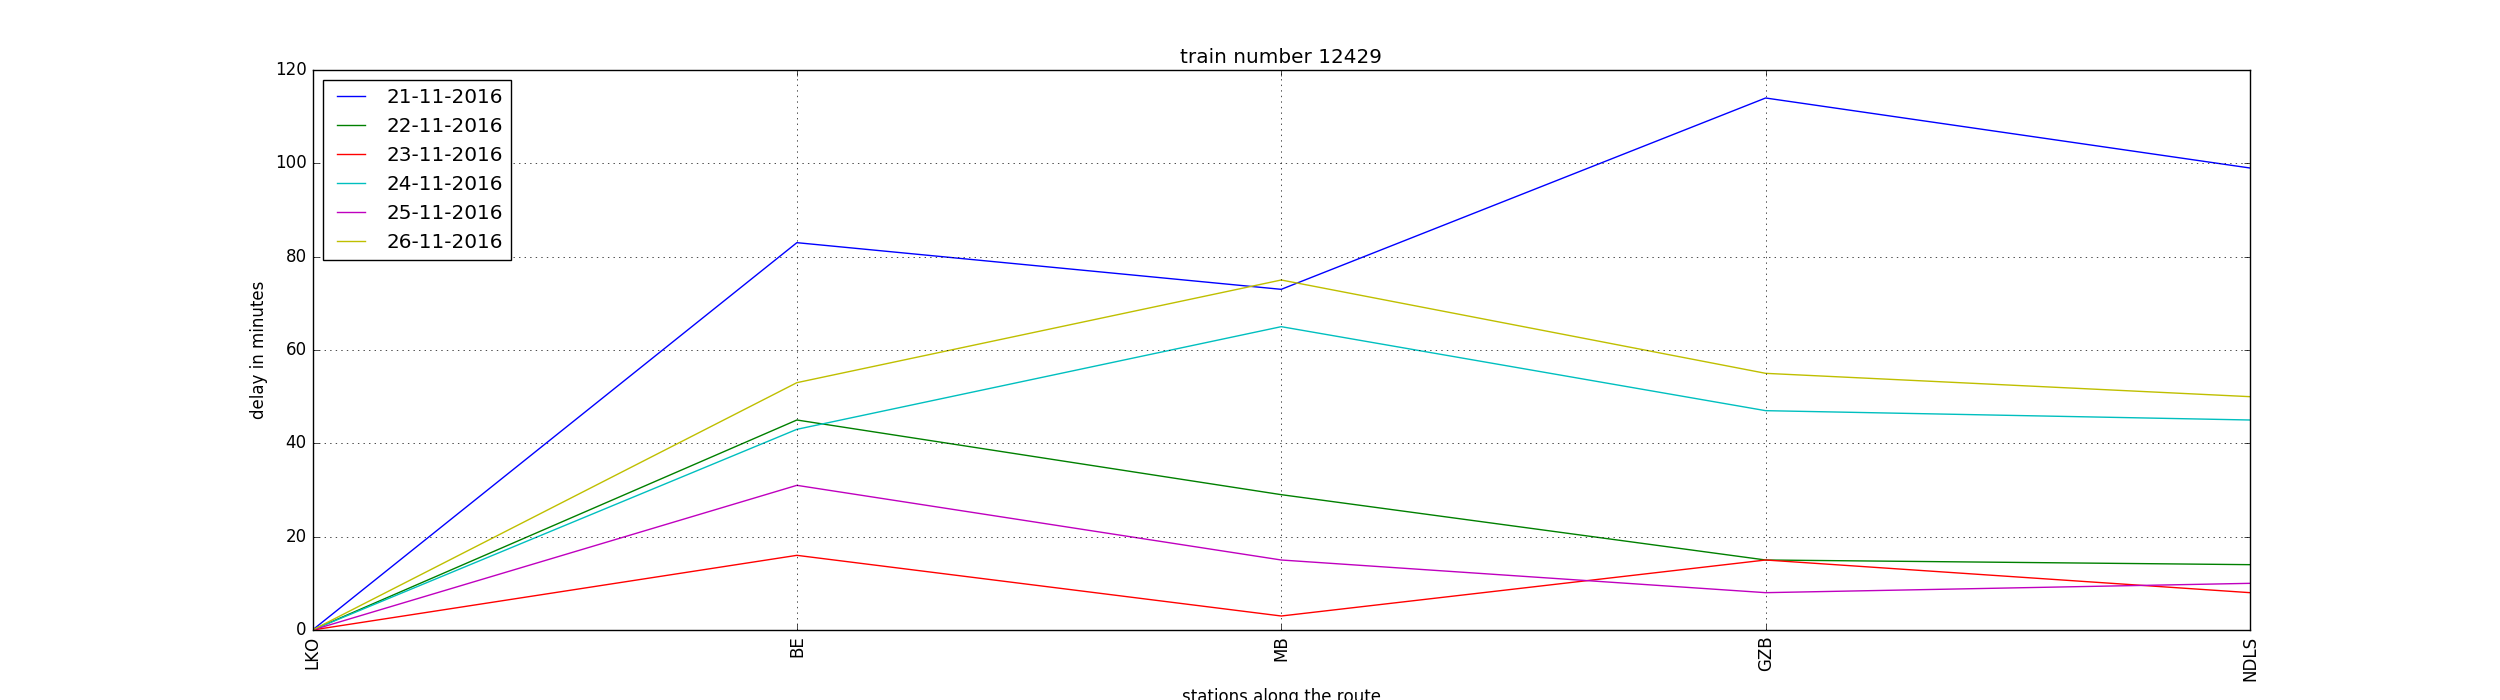 train number 12429
120
100
80
60
40
20
0
delay in minutes
21-11-2016
22-11-2016
23-11-2016
24-11-2016
25-11-2016
26-11-2016
LKO
BE
MB
GZB
NDLS
stations along the route